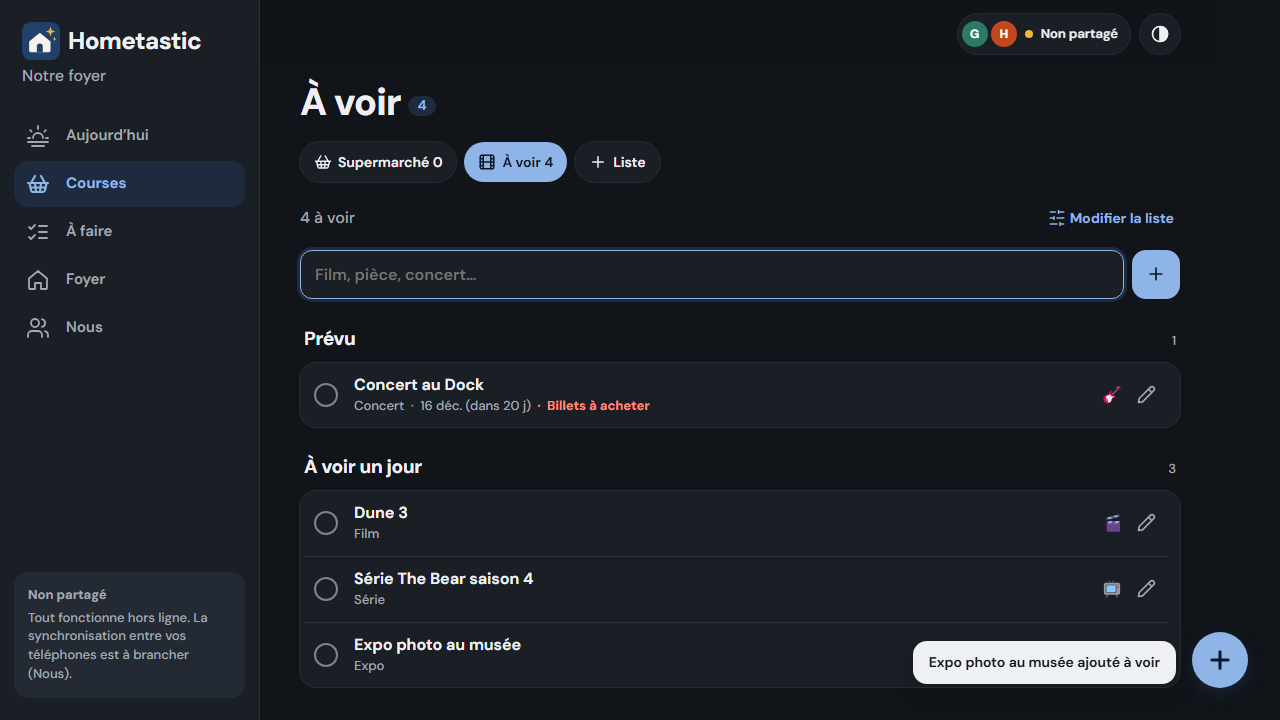 Hometastic
Notre foyer
Aujourd’hui
Courses
À faire
Foyer
Nous
Non partagé
Tout fonctionne hors ligne. La
synchronisation entre vos
téléphones est à brancher
(Nous).
G H Non partagé
À voir 4
Supermarché 0
À voir 4
Liste
4 à voir
Modifier la liste
Film, pièce, concert…
Prévu 1
Concert au Dock
Concert · 16 déc. (dans 20 j) · Billets à acheter
À voir un jour 3
Dune 3
Film
Série The Bear saison 4
Série
Expo photo au musée
Expo
Expo photo au musée ajouté à voir